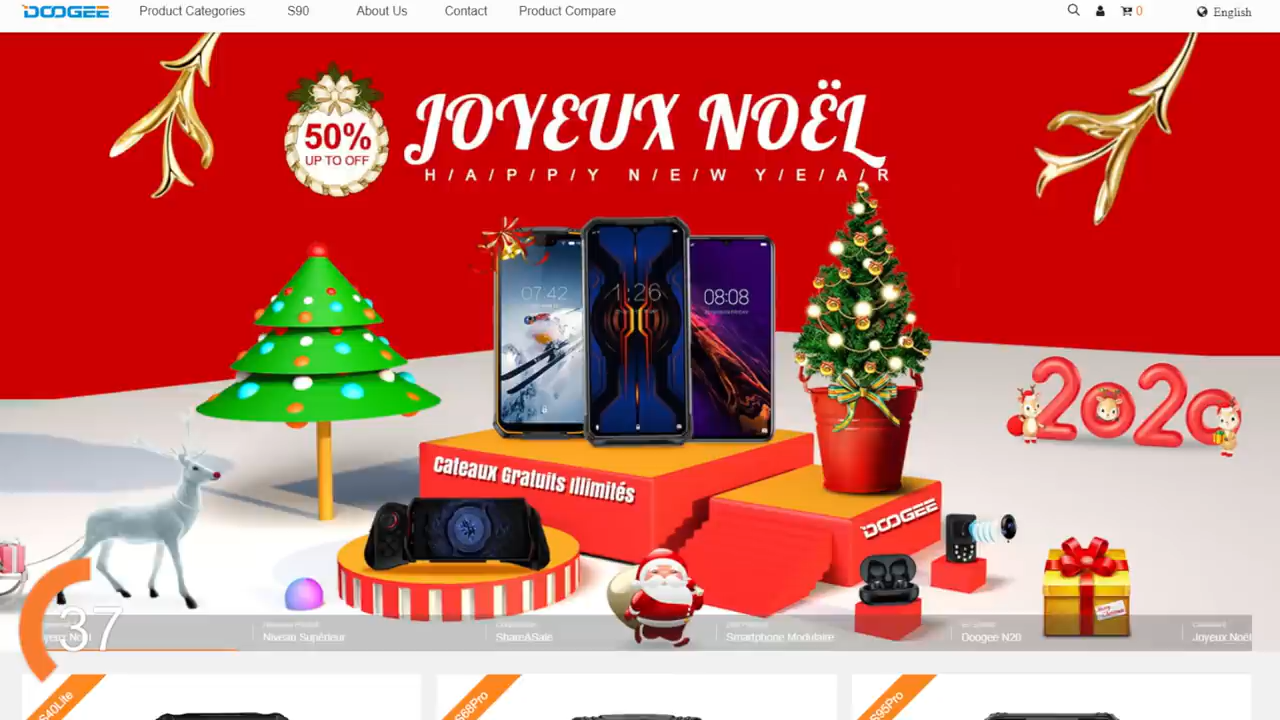 DOOGEE
Product Categories
S90
About Us
Contact
Product Compare
0
English
50%
UP TO OFF
JOYEUX NOËL
H/A/P/P/Y N/E/W Y/E/A/R
07:42
1:26
08:08
2020
Cateaux Gratuits Illimités
DOOGEE
37
Niveau Supérieur
Share&Sale
Smartphone Modulaire
Doogee N20
Joyeux Noël
S40Lite
S68Pro
S95Pro